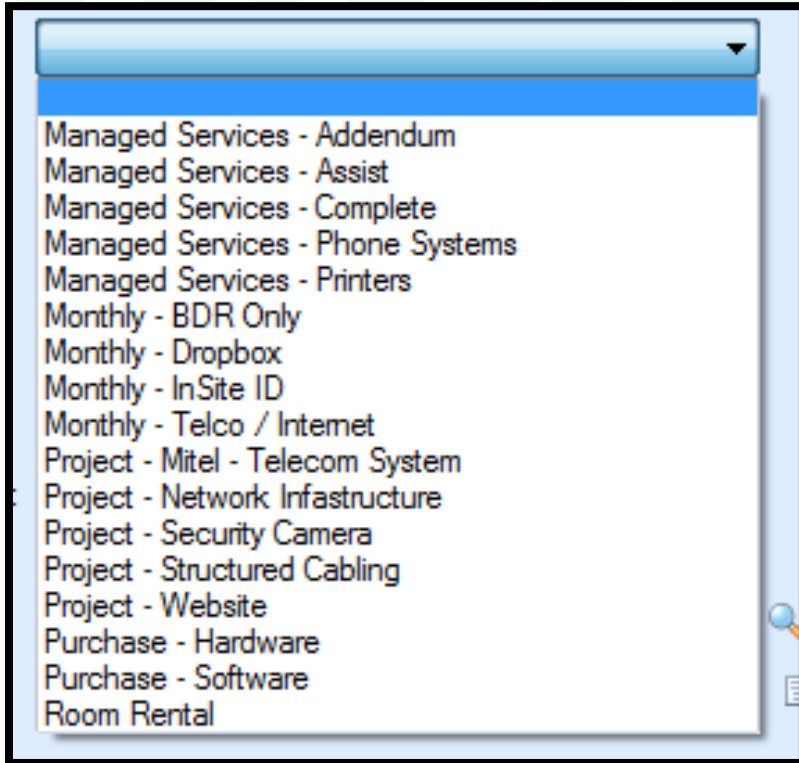 Managed Services - Addendum
Managed Services - Assist
Managed Services - Complete
Managed Services - Phone Systems
Managed Services - Printers
Monthly - BDR Only
Monthly - Dropbox
Monthly - InSite ID
Monthly - Telco / Internet
Project - Mitel - Telecom System
Project - Network Infastructure
Project - Security Camera
Project - Structured Cabling
Project - Website
Purchase - Hardware
Purchase - Software
Room Rental